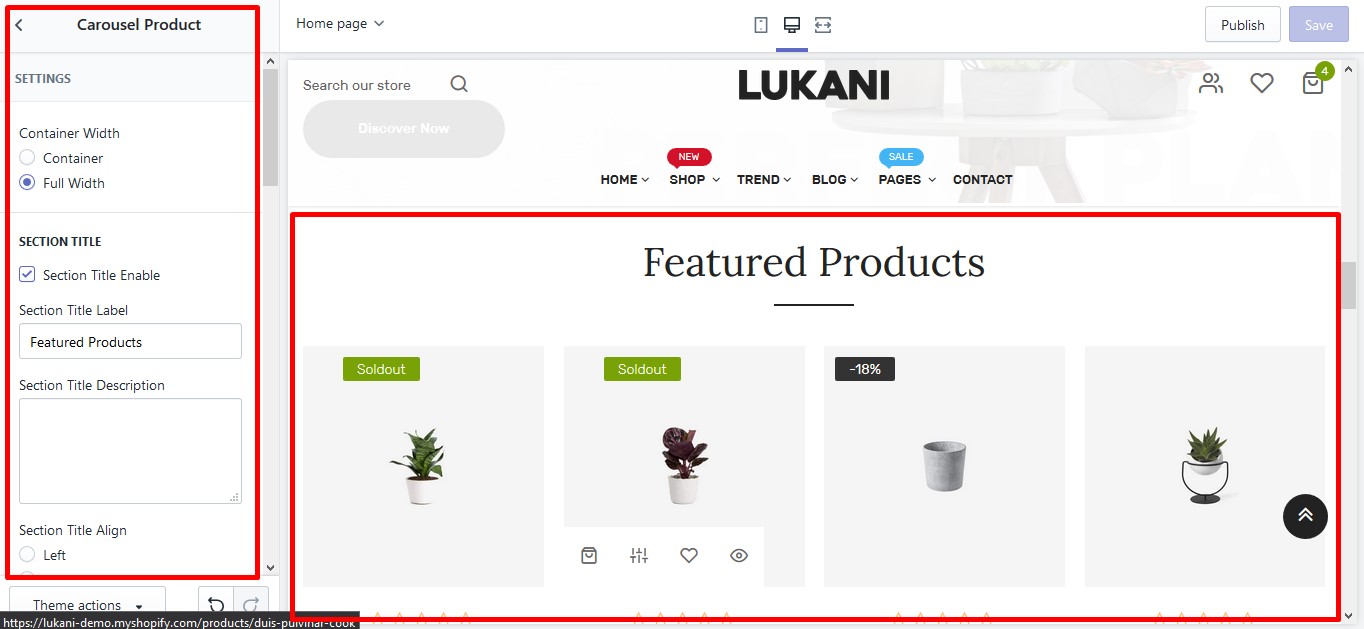 Carousel Product
SETTINGS
Container Width
Container
Full Width
SECTION TITLE
Section Title Enable
Section Title Label
Featured Products
Section Title Description
Section Title Align
Left
Theme actions
https://lukani-demo.myshopify.com/products/duis-pulvinar-cook
Home page
Publish
Save
Search our store
LUKANI
4
Discover Now
NEW
SALE
HOME
SHOP
TREND
BLOG
PAGES
CONTACT
Featured Products
Soldout
Soldout
-18%